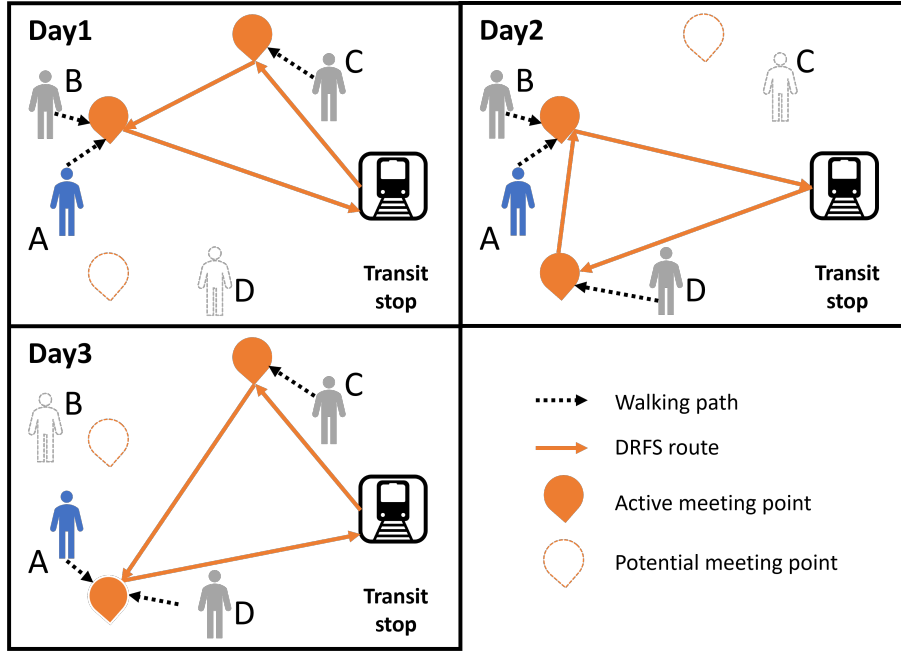 Day1
B
C
A
D
Transit
stop
Day2
B
C
A
D
Transit
stop
Day3
B
C
A
D
Transit
stop
Walking path
DRFS route
Active meeting point
Potential meeting point